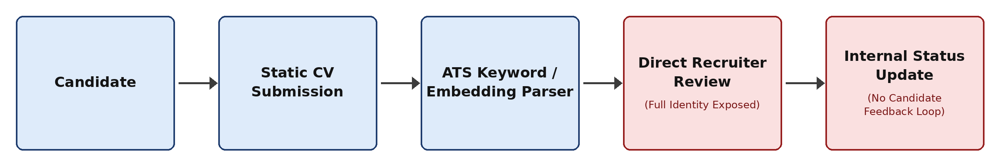 Candidate
Static CV
Submission
ATS Keyword /
Embedding Parser
Direct Recruiter
Review
(Full Identity Exposed)
Internal Status
Update
(No Candidate
Feedback Loop)